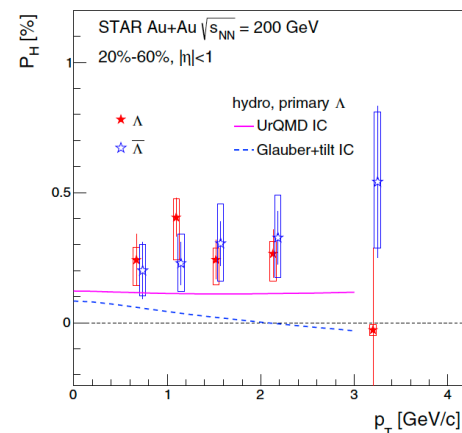 P_H [%]
STAR Au+Au √s_NN = 200 GeV
20%-60%, |η|<1
hydro, primary Λ
★ Λ
UrQMD IC
☆ Λ̅
Glauber+tilt IC
1
0.5
0
0 1 2 3 4
p_T [GeV/c]